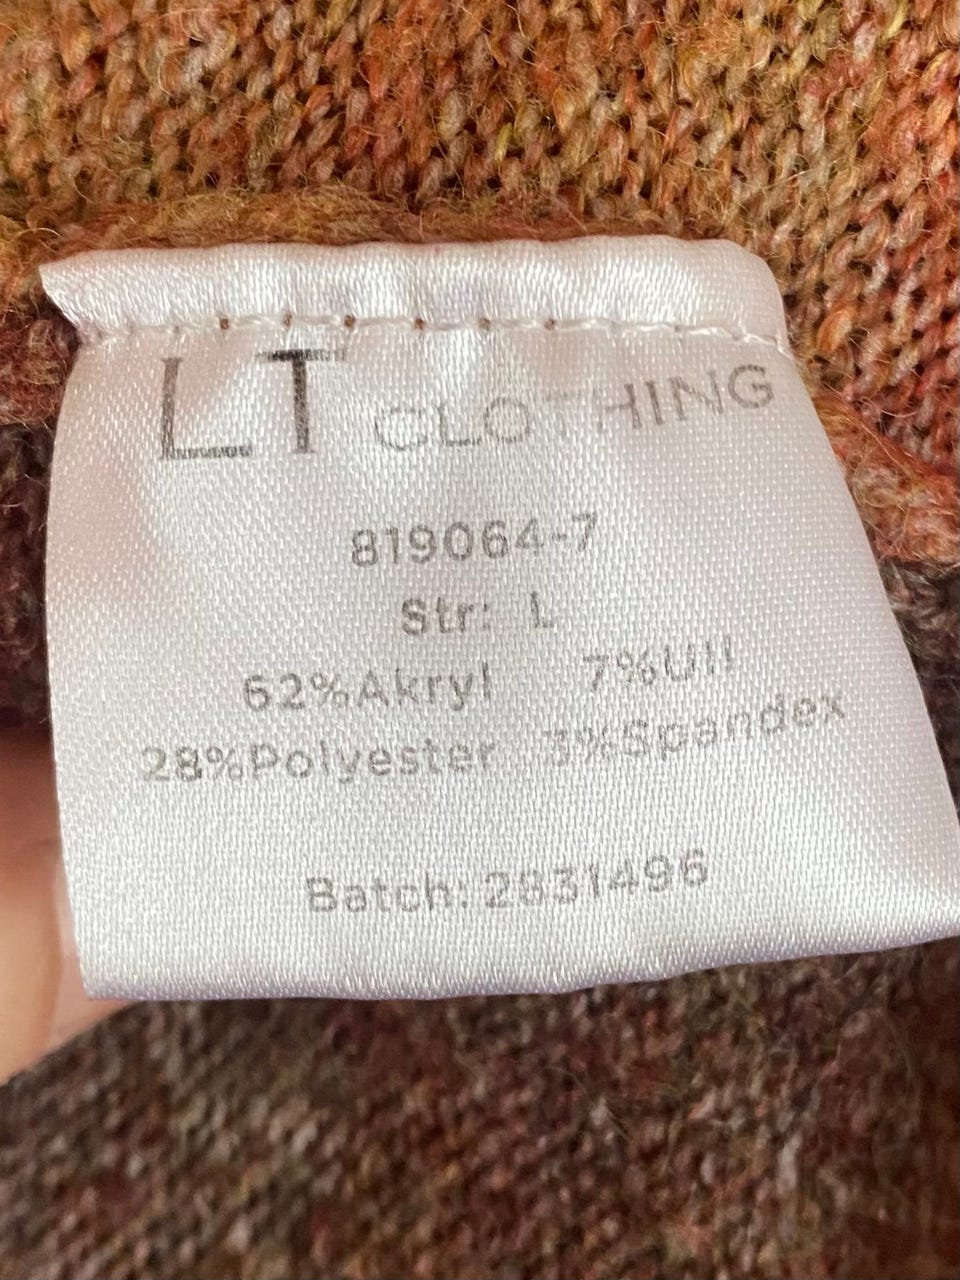 LT CLOTHING
819064-7
Str: L
62%Akryl 7%Ull
28%Polyester 3%Spandex
Batch: 2831496